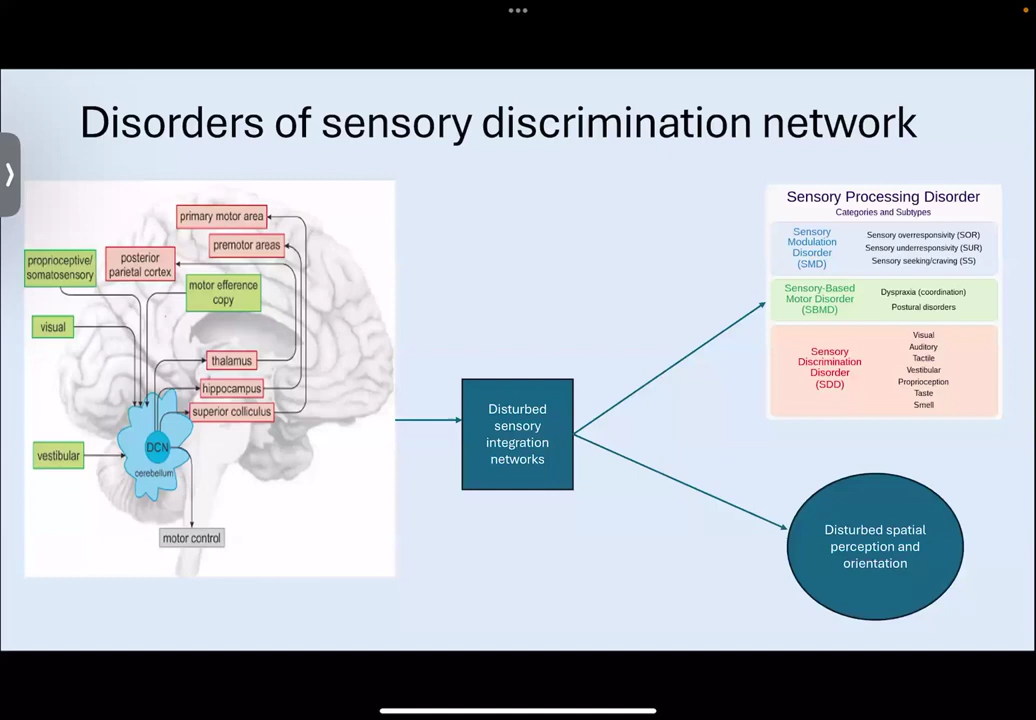 Disorders of sensory discrimination network
primary motor area
premotor areas
proprioceptive/
somatosensory
posterior
parietal cortex
motor efference
copy
visual
thalamus
hippocampus
superior colliculus
DCN
cerebellum
vestibular
motor control
Disturbed
sensory
integration
networks
Sensory Processing Disorder
Categories and Subtypes
Sensory
Modulation
Disorder
(SMD)
Sensory overresponsivity (SOR)
Sensory underresponsivity (SUR)
Sensory seeking/craving (SS)
Sensory-Based
Motor Disorder
(SBMD)
Dyspraxia (coordination)
Postural disorders
Sensory
Discrimination
Disorder
(SDD)
Visual
Auditory
Tactile
Vestibular
Proprioception
Taste
Smell
Disturbed spatial
perception and
orientation